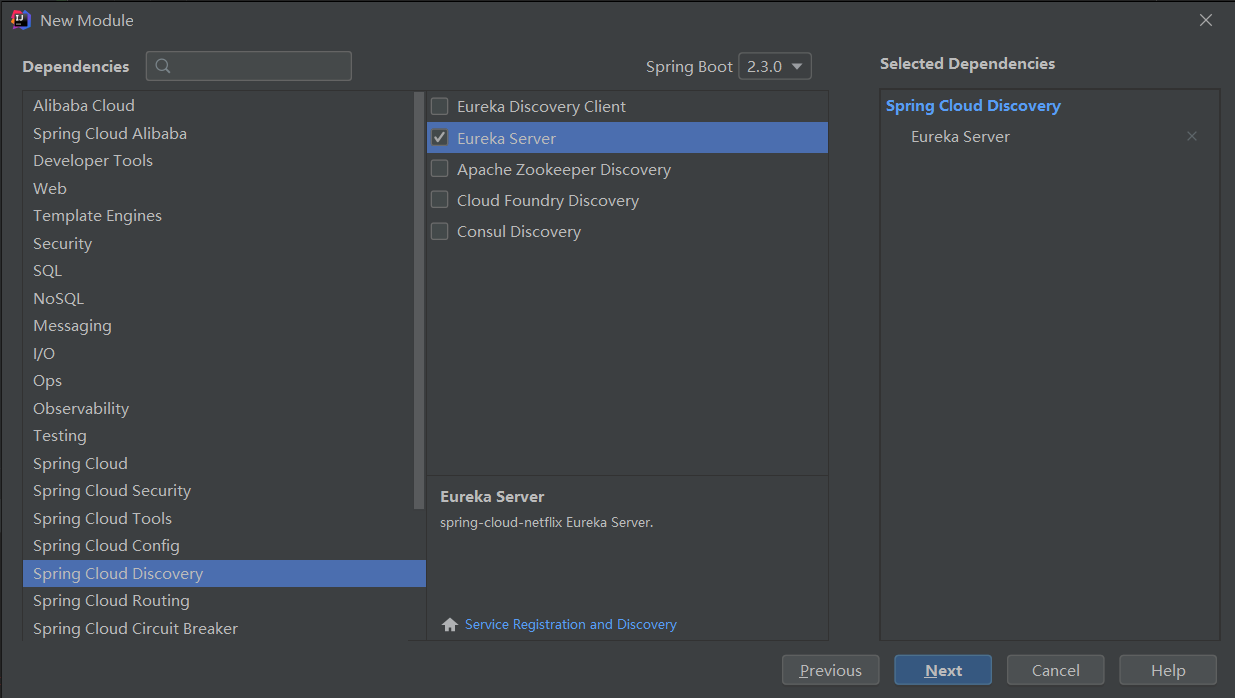 New Module
Dependencies
Spring Boot 2.3.0
Selected Dependencies
Alibaba Cloud
Spring Cloud Alibaba
Developer Tools
Web
Template Engines
Security
SQL
NoSQL
Messaging
I/O
Ops
Observability
Testing
Spring Cloud
Spring Cloud Security
Spring Cloud Tools
Spring Cloud Config
Spring Cloud Discovery
Spring Cloud Routing
Spring Cloud Circuit Breaker
Eureka Discovery Client
Eureka Server
Apache Zookeeper Discovery
Cloud Foundry Discovery
Consul Discovery
Eureka Server
spring-cloud-netflix Eureka Server.
Service Registration and Discovery
Spring Cloud Discovery
Eureka Server
Previous
Next
Cancel
Help